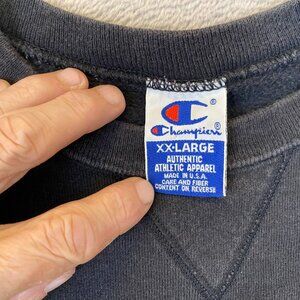 Champion
XX-LARGE
AUTHENTIC
ATHLETIC APPAREL
MADE IN U.S.A.
CARE AND FIBER
CONTENT ON REVERSE